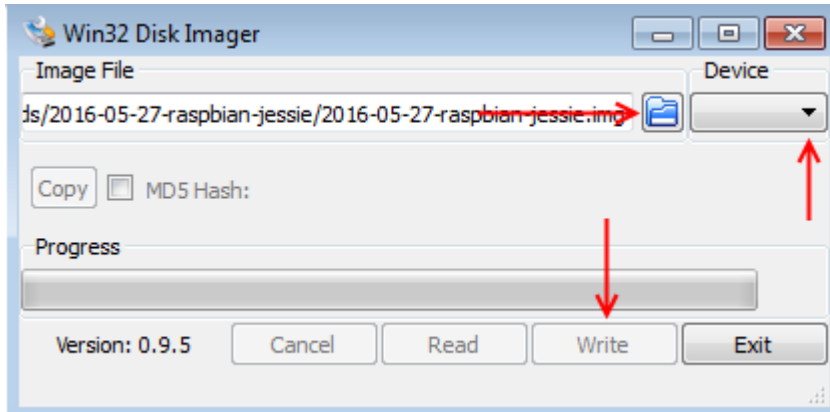 Win32 Disk Imager
Image File
Device
ds/2016-05-27-raspbian-jessie/2016-05-27-raspbian-jessie.img
Copy
MD5 Hash:
Progress
Version: 0.9.5
Cancel
Read
Write
Exit